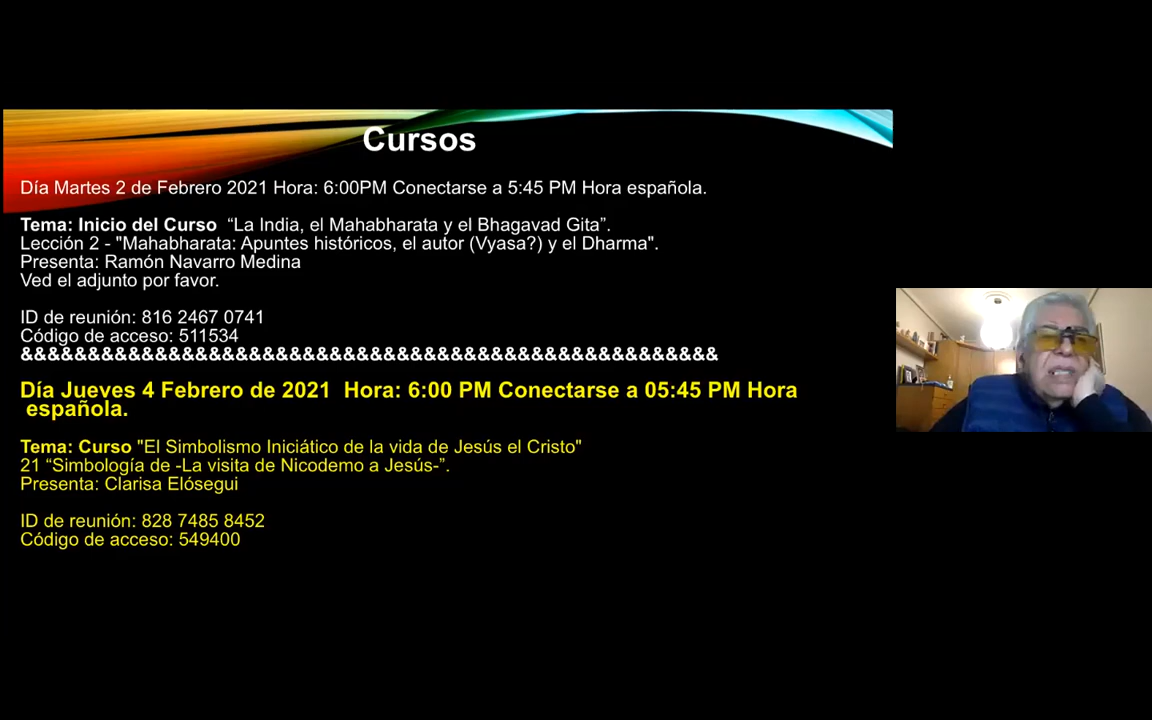 Cursos
Día Martes 2 de Febrero 2021 Hora: 6:00PM Conectarse a 5:45 PM Hora española.
Tema: Inicio del Curso “La India, el Mahabharata y el Bhagavad Gita”.
Lección 2 - "Mahabharata: Apuntes históricos, el autor (Vyasa?) y el Dharma".
Presenta: Ramón Navarro Medina
Ved el adjunto por favor.
ID de reunión: 816 2467 0741
Código de acceso: 511534
&&&&&&&&&&&&&&&&&&&&&&&&&&&&&&&&&&&&&&&&&&&&&&&&&&&&
Día Jueves 4 Febrero de 2021 Hora: 6:00 PM Conectarse a 05:45 PM Hora
española.
Tema: Curso "El Simbolismo Iniciático de la vida de Jesús el Cristo"
21 “Simbología de -La visita de Nicodemo a Jesús-”.
Presenta: Clarisa Elósegui
ID de reunión: 828 7485 8452
Código de acceso: 549400